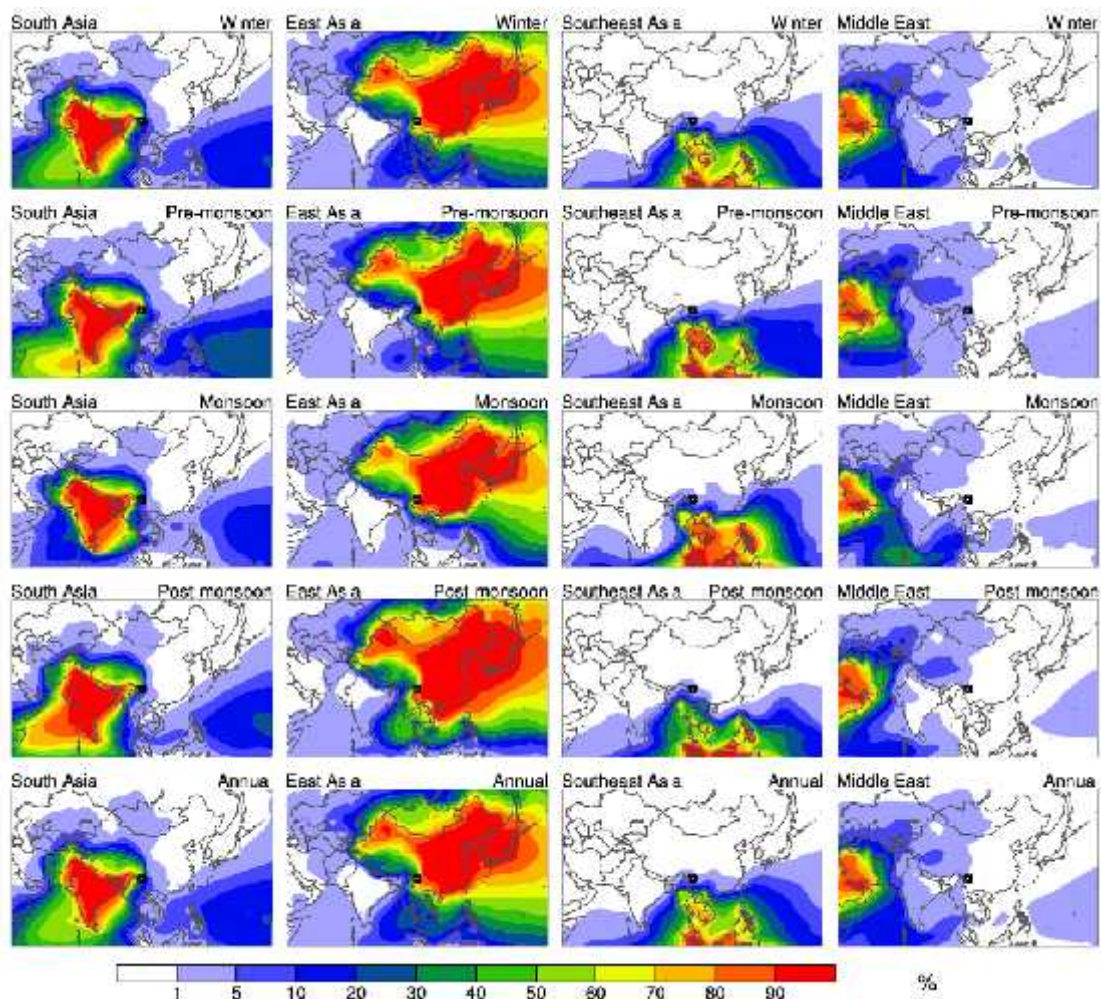 South Asia Winter East Asia Winter Southeast Asia Winter Middle East Winter
South Asia Pre-monsoon East Asia Pre-monsoon Southeast Asia Pre-monsoon Middle East Pre-monsoon
South Asia Monsoon East Asia Monsoon Southeast Asia Monsoon Middle East Monsoon
South Asia Post monsoon East Asia Post monsoon Southeast Asia Post monsoon Middle East Post monsoon
South Asia Annual East Asia Annual Southeast Asia Annual Middle East Annual
1 5 10 20 30 40 50 60 70 80 90 %